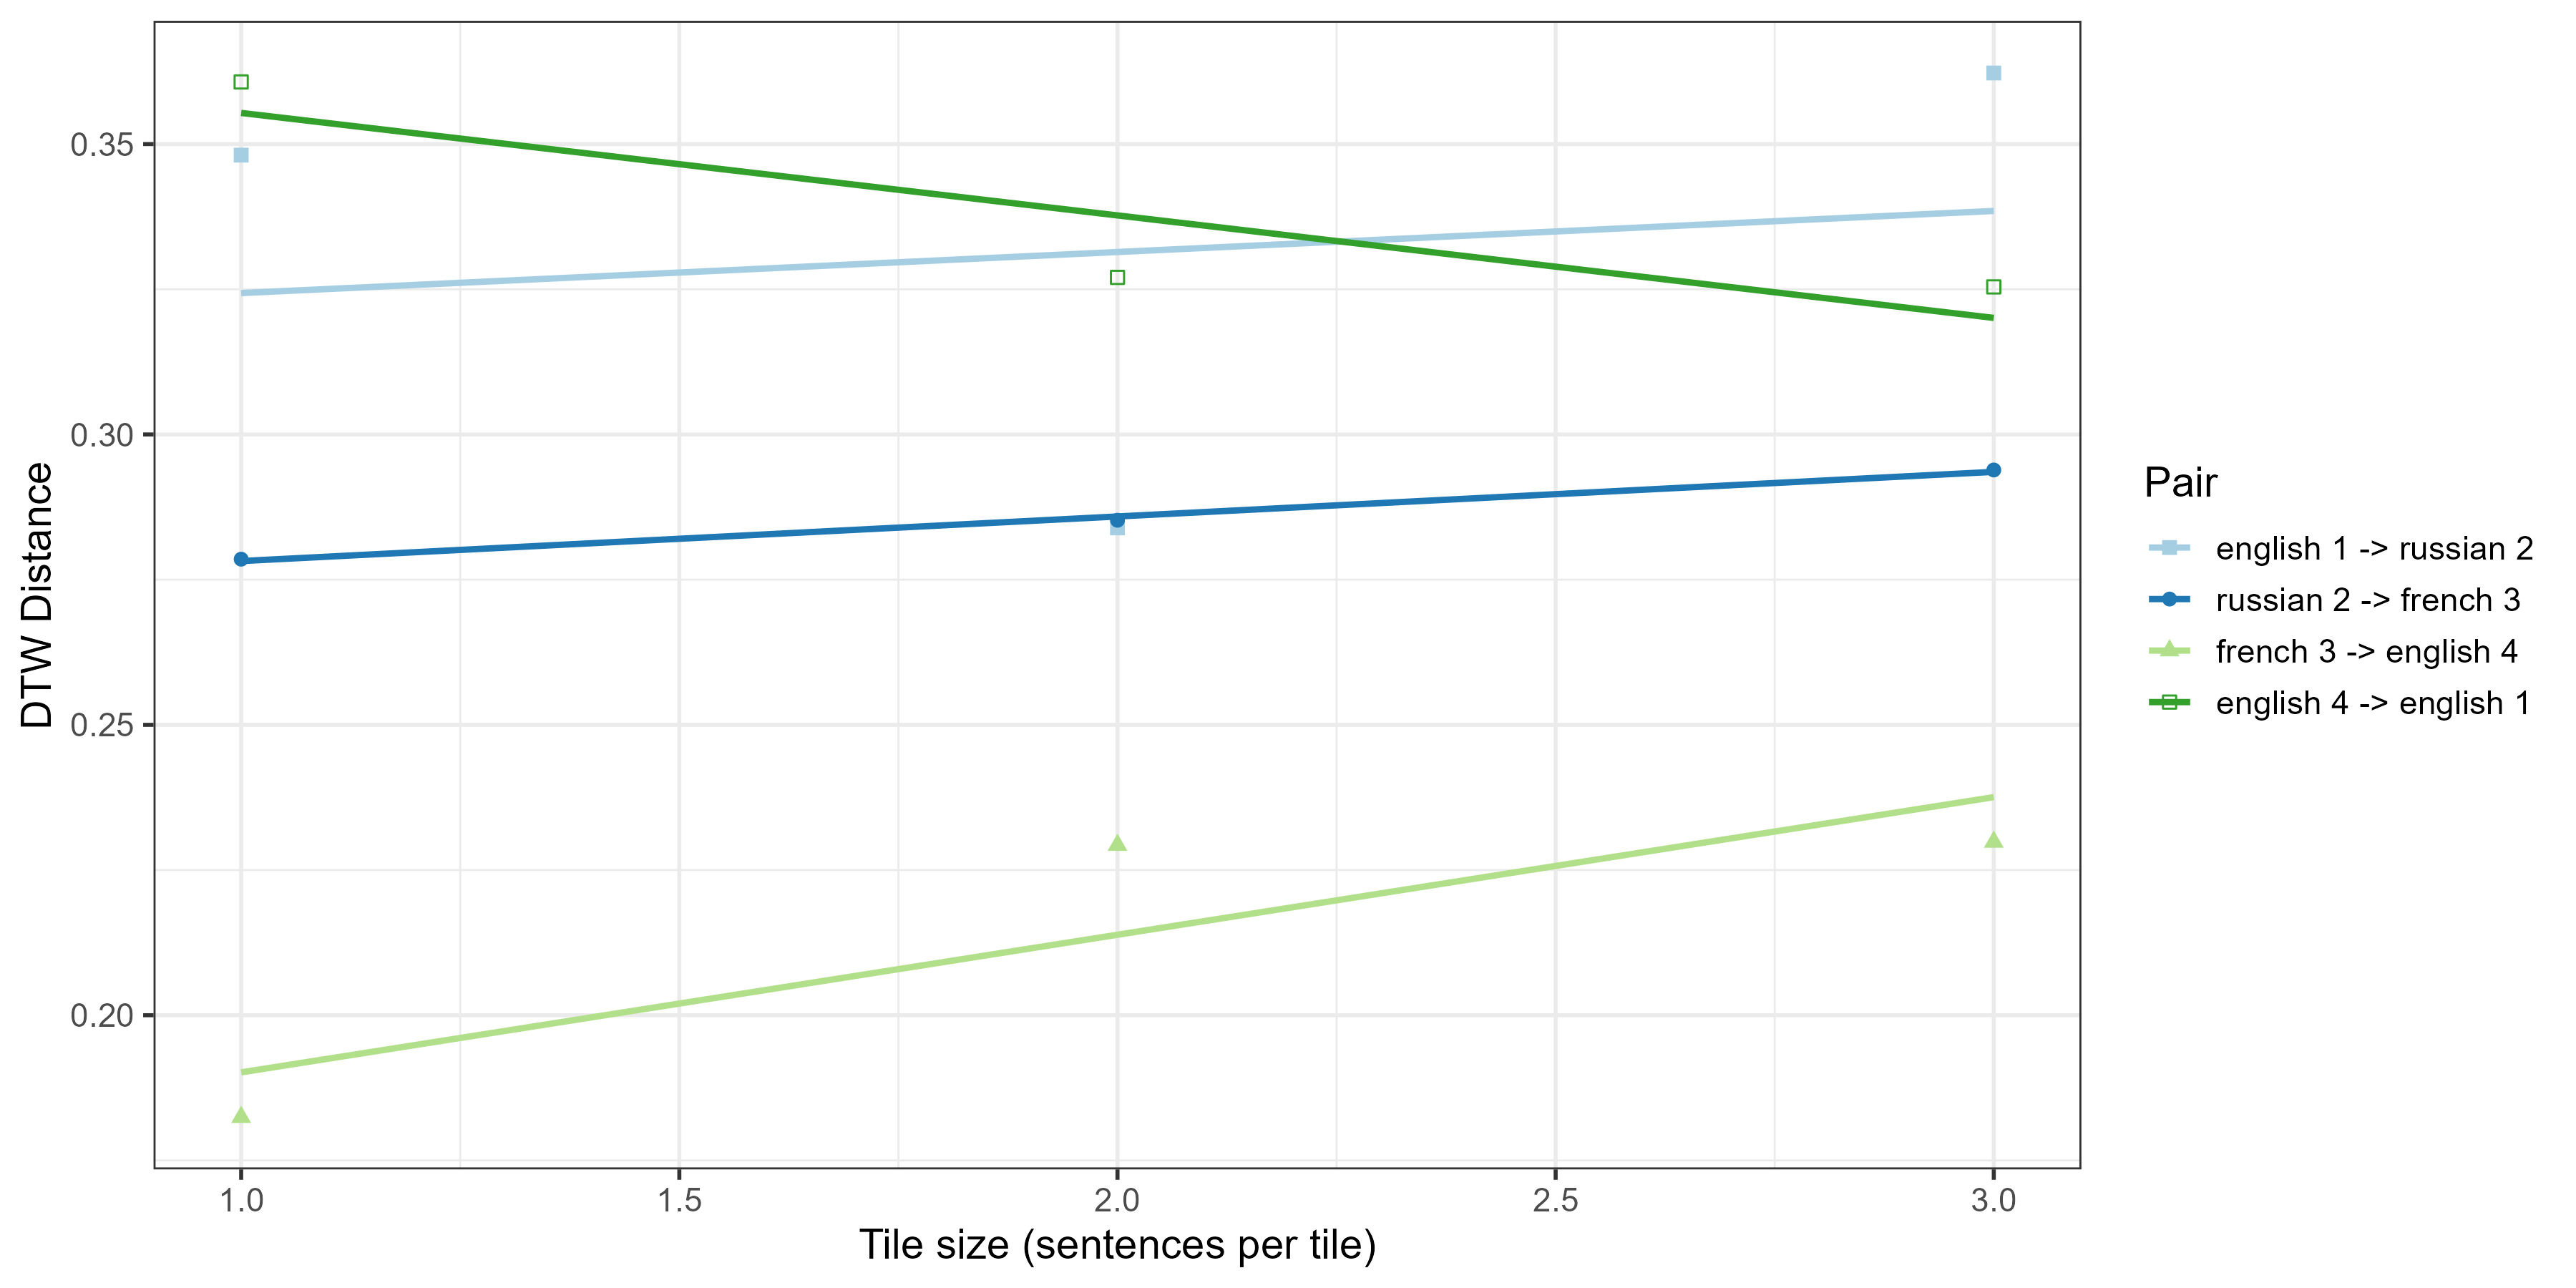 0.35
0.30
0.25
0.20
DTW Distance
1.0 1.5 2.0 2.5 3.0
Tile size (sentences per tile)
Pair
english 1 -> russian 2
russian 2 -> french 3
french 3 -> english 4
english 4 -> english 1